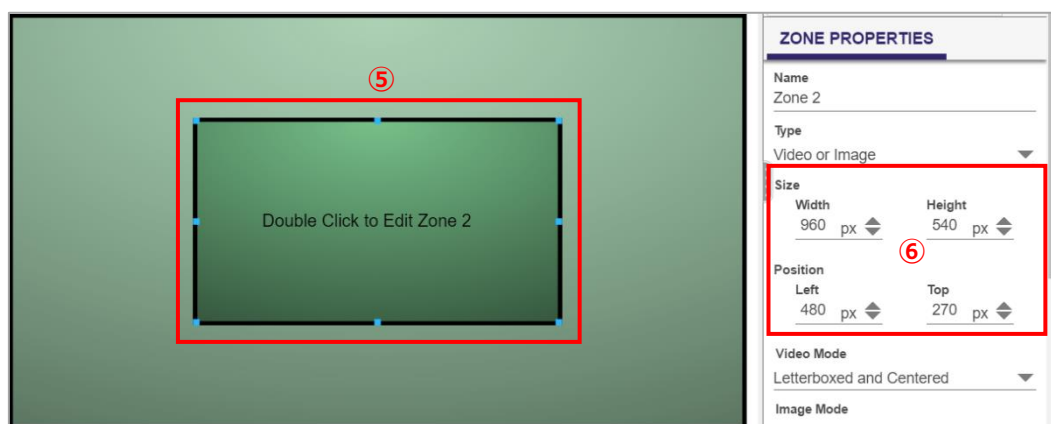 ⑤
Double Click to Edit Zone 2
ZONE PROPERTIES
Name
Zone 2
Type
Video or Image
Size
Width Height
960 px 540 px
⑥
Position
Left Top
480 px 270 px
Video Mode
Letterboxed and Centered
Image Mode